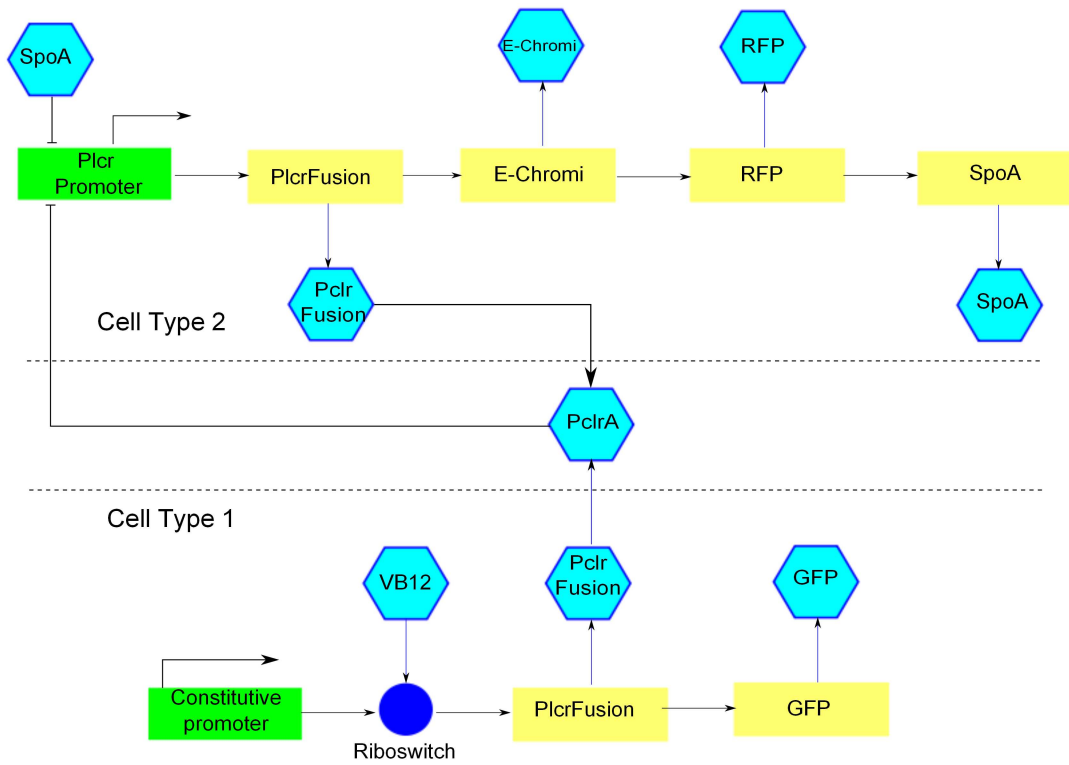 SpoA
E-Chromi
RFP
Plcr
Promoter
PlcrFusion
E-Chromi
RFP
SpoA
Pclr
Fusion
SpoA
Cell Type 2
PclrA
Cell Type 1
VB12
Pclr
Fusion
GFP
Constitutive
promoter
Riboswitch
PlcrFusion
GFP